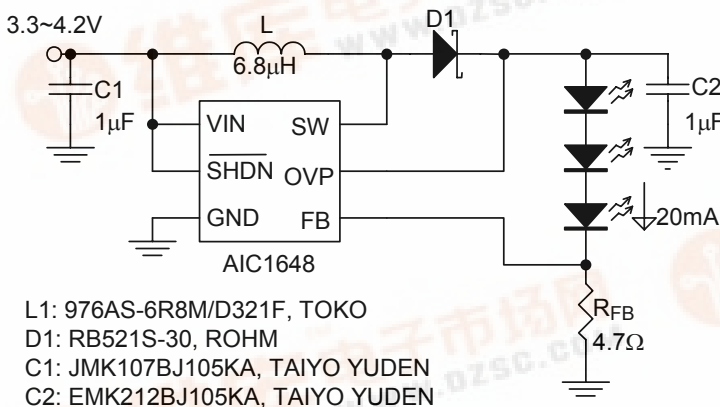 3.3~4.2V
L
6.8μH
D1
C1
1μF
C2
1μF
VIN
SW
SHDN
OVP
GND
FB
AIC1648
20mA
RFB
4.7Ω
L1: 976AS-6R8M/D321F, TOKO
D1: RB521S-30, ROHM
C1: JMK107BJ105KA, TAIYO YUDEN
C2: EMK212BJ105KA, TAIYO YUDEN